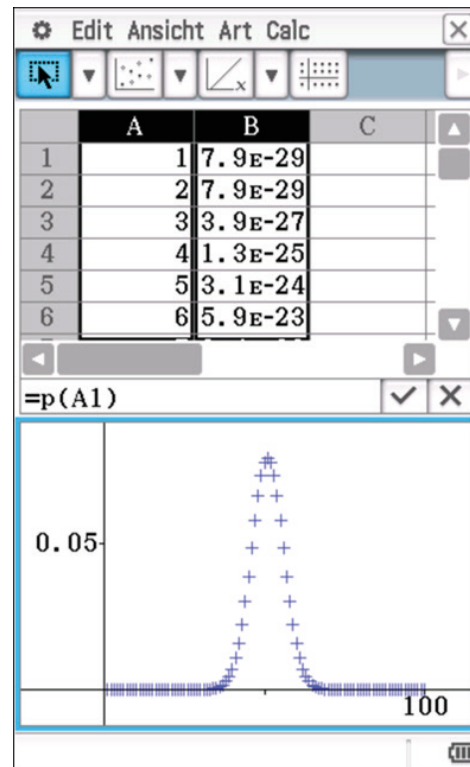 Edit Ansicht Art Calc
A B C
1 1 7.9E-29
2 2 7.9E-29
3 3 3.9E-27
4 4 1.3E-25
5 5 3.1E-24
6 6 5.9E-23
=p(A1)
0.05
100